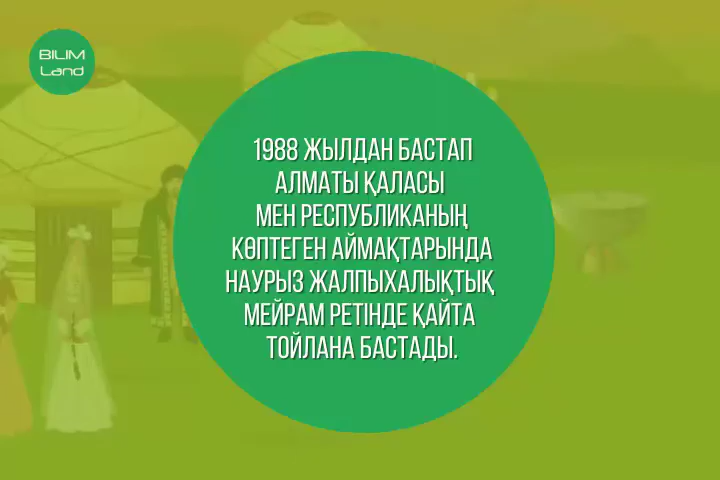 BILIM
Land
1988 ЖЫЛДАН БАСТАП
АЛМАТЫ ҚАЛАСЫ
МЕН РЕСПУБЛИКАНЫҢ
КӨПТЕГЕН АЙМАҚТАРЫНДА
НАУРЫЗ ЖАЛПЫХАЛЫҚТЫҚ
МЕЙРАМ РЕТІНДЕ ҚАЙТА
ТОЙЛАНА БАСТАДЫ.